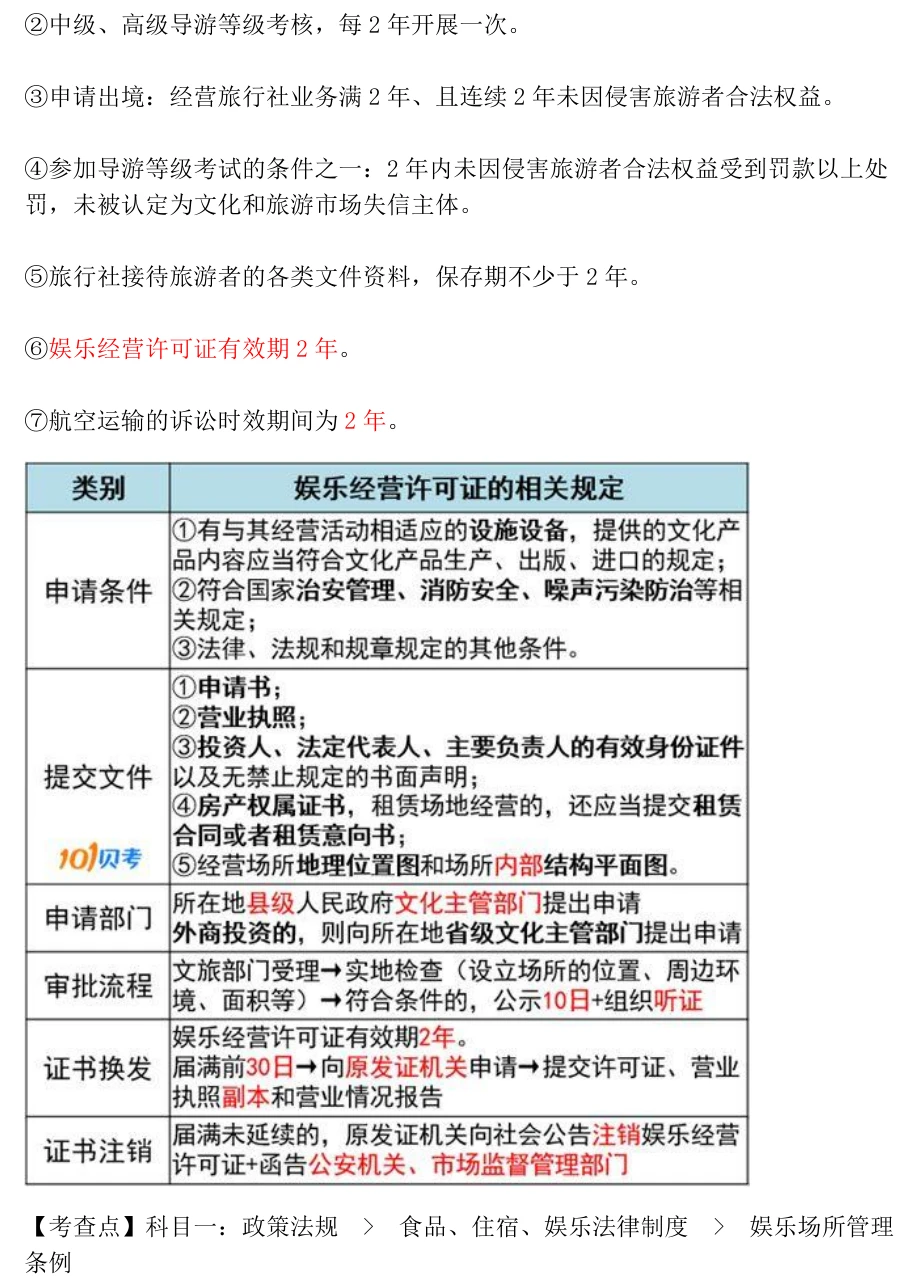 ②中级、高级导游等级考核，每 2 年开展一次。
③申请出境：经营旅行社业务满 2 年、且连续 2 年未因侵害旅游者合法权益。
④参加导游等级考试的条件之一：2 年内未因侵害旅游者合法权益受到罚款以上处
罚，未被认定为文化和旅游市场失信主体。
⑤旅行社接待旅游者的各类文件资料，保存期不少于 2 年。
⑥娱乐经营许可证有效期 2 年。
⑦航空运输的诉讼时效期间为 2 年。
类别 娱乐经营许可证的相关规定
申请条件
①有与其经营活动相适应的设施设备，提供的文化产
品内容应当符合文化产品生产、出版、进口的规定；
②符合国家治安管理、消防安全、噪声污染防治等相
关规定；
③法律、法规和规章规定的其他条件。
提交文件
101贝考
①申请书；
②营业执照；
③投资人、法定代表人、主要负责人的有效身份证件
以及无禁止规定的书面声明；
④房产权属证书，租赁场地经营的，还应当提交租赁
合同或者租赁意向书；
⑤经营场所地理位置图和场所内部结构平面图。
申请部门
所在地县级人民政府文化主管部门提出申请
外商投资的，则向所在地省级文化主管部门提出申请
审批流程
文旅部门受理→实地检查（设立场所的位置、周边环
境、面积等）→符合条件的，公示10日+组织听证
证书换发
娱乐经营许可证有效期2年。
届满前30日→向原发证机关申请→提交许可证、营业
执照副本和营业情况报告
证书注销
届满未延续的，原发证机关向社会公告注销娱乐经营
许可证+函告公安机关、市场监督管理部门
【考查点】科目一：政策法规 > 食品、住宿、娱乐法律制度 > 娱乐场所管理
条例